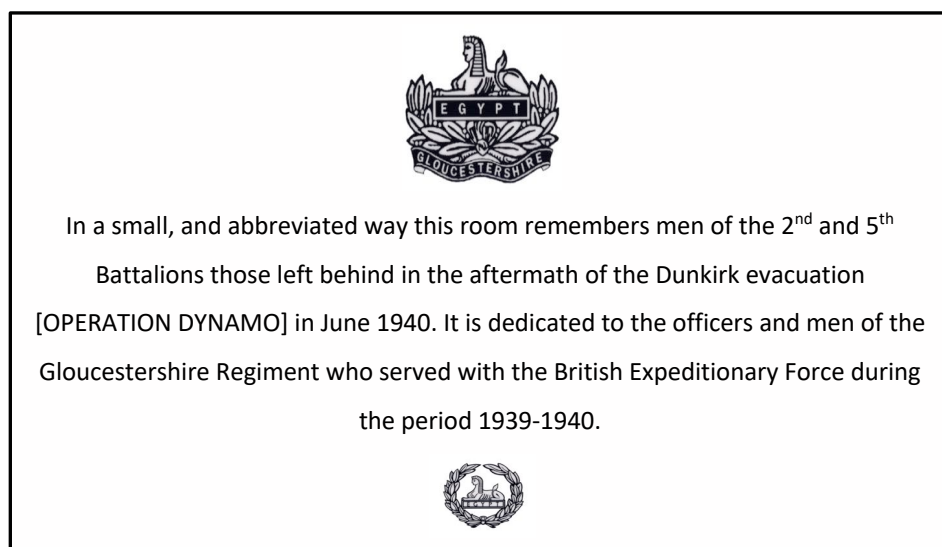 EGYPT
GLOUCESTERSHIRE
In a small, and abbreviated way this room remembers men of the 2nd and 5th
Battalions those left behind in the aftermath of the Dunkirk evacuation
[OPERATION DYNAMO] in June 1940. It is dedicated to the officers and men of the
Gloucestershire Regiment who served with the British Expeditionary Force during
the period 1939-1940.
EGYPT